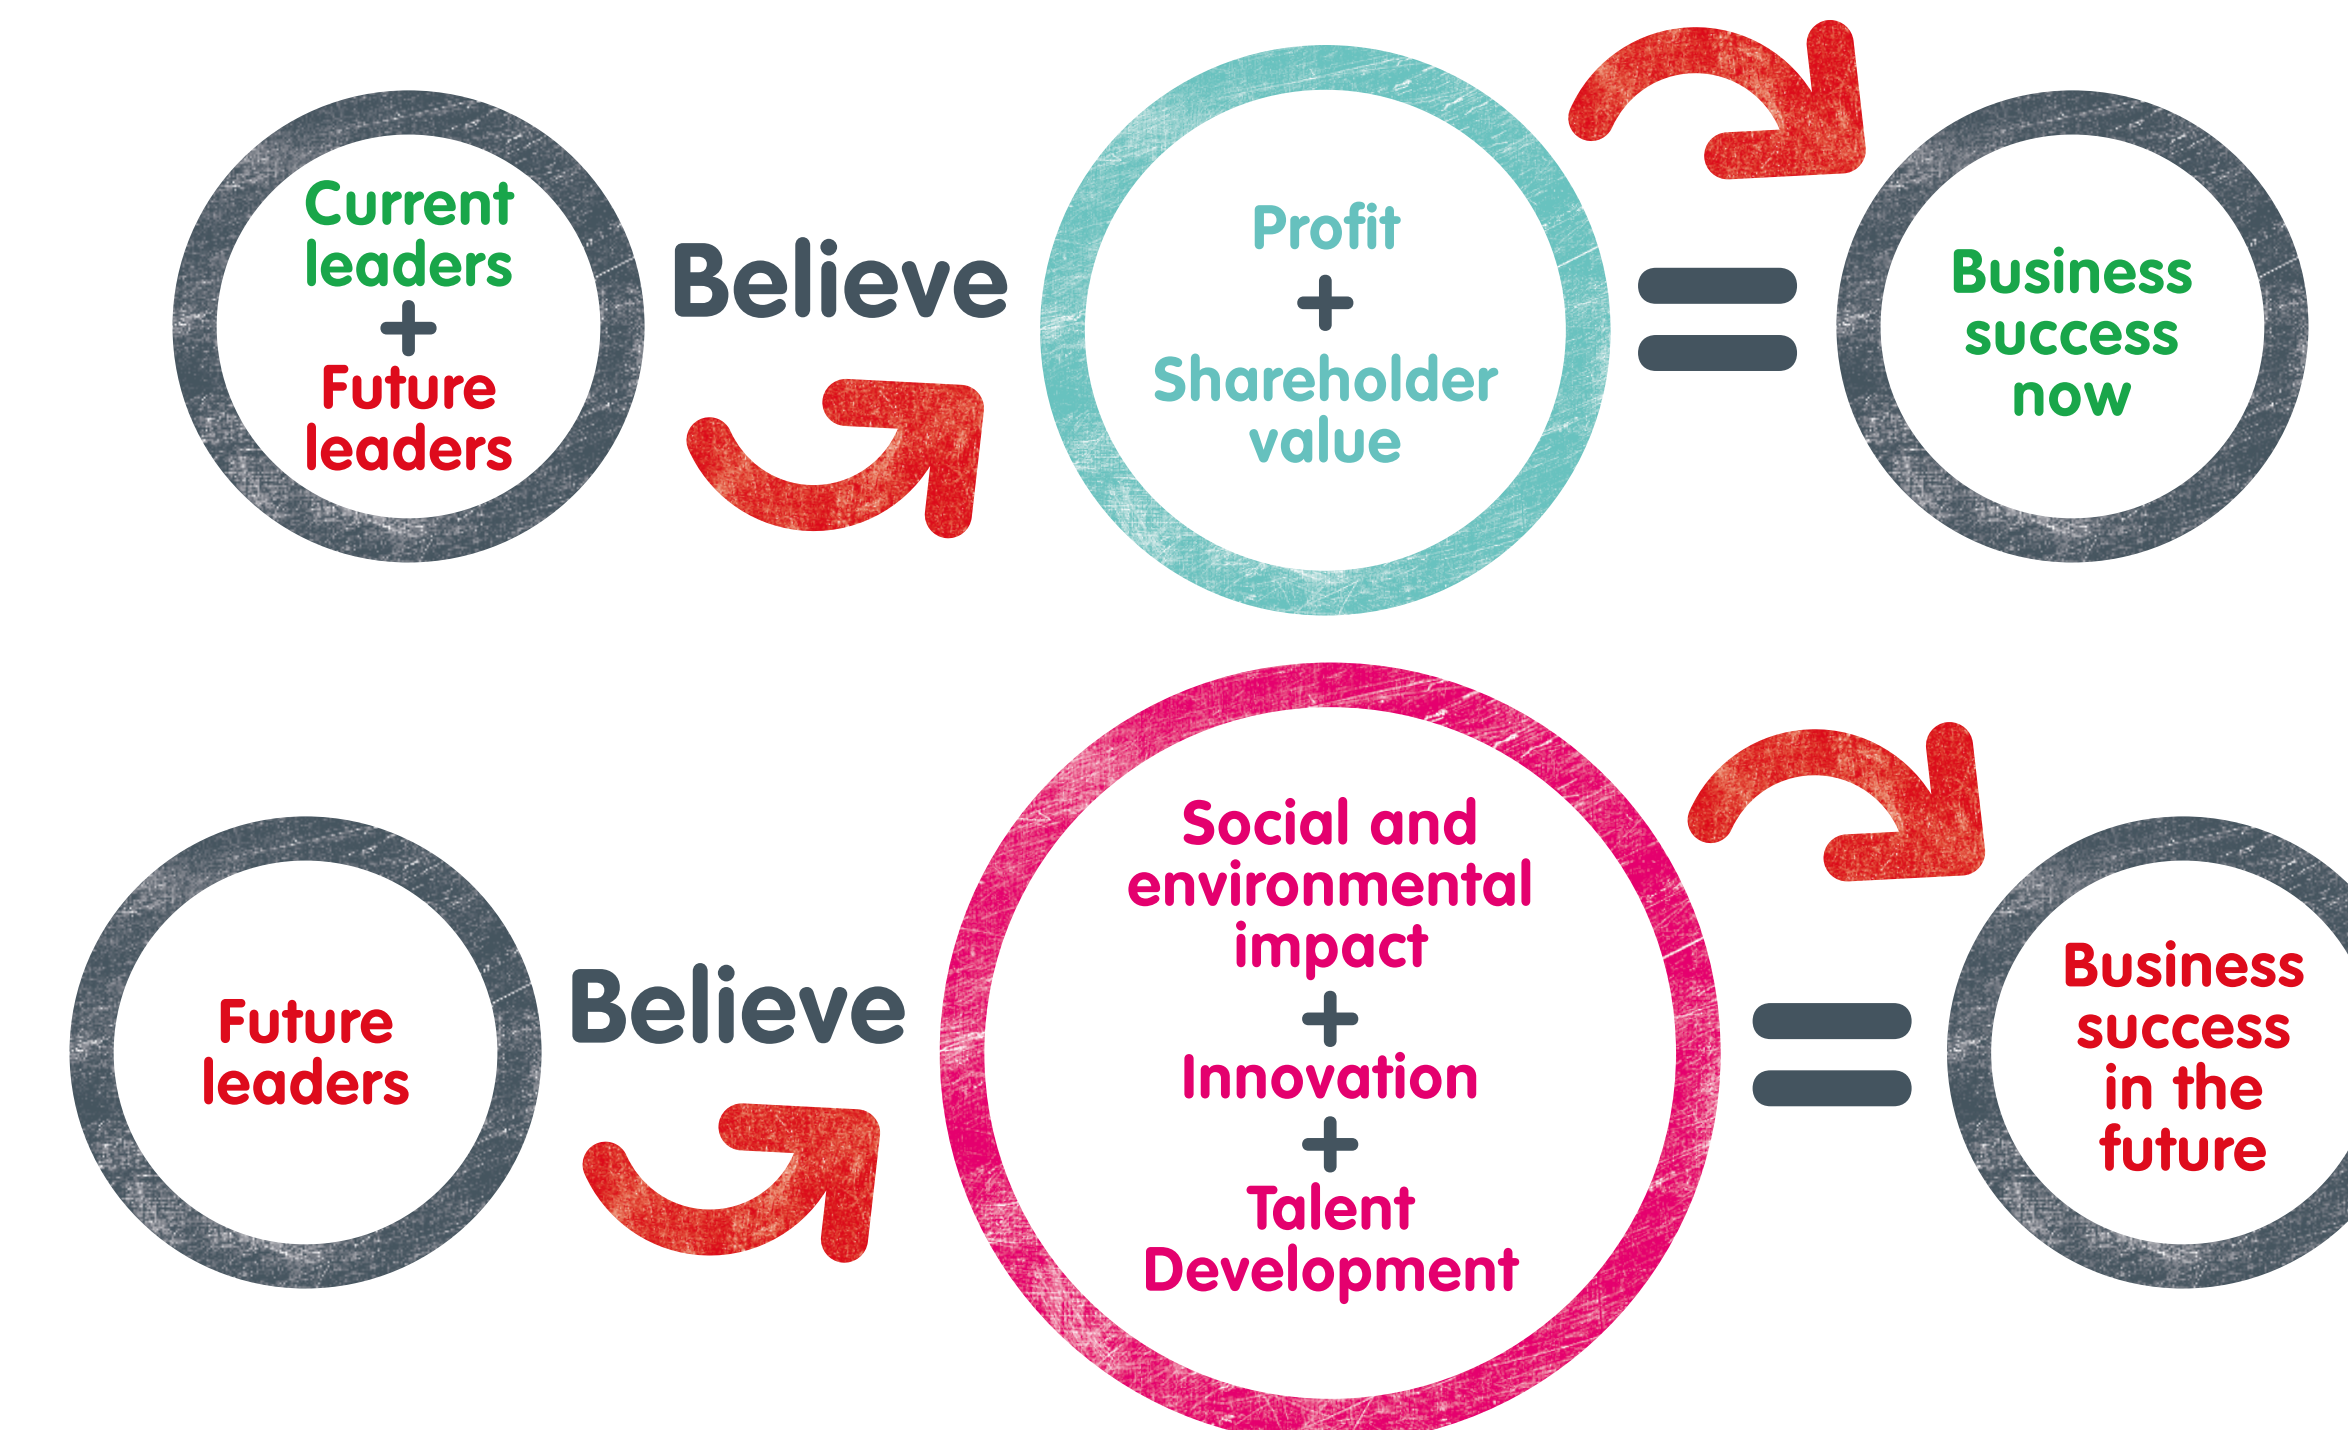 Current
leaders
+
Future
leaders
Believe
Profit
+
Shareholder
value
=
Business
success
now
Future
leaders
Believe
Social and
environmental
impact
+
Innovation
+
Talent
Development
=
Business
success
in the
future